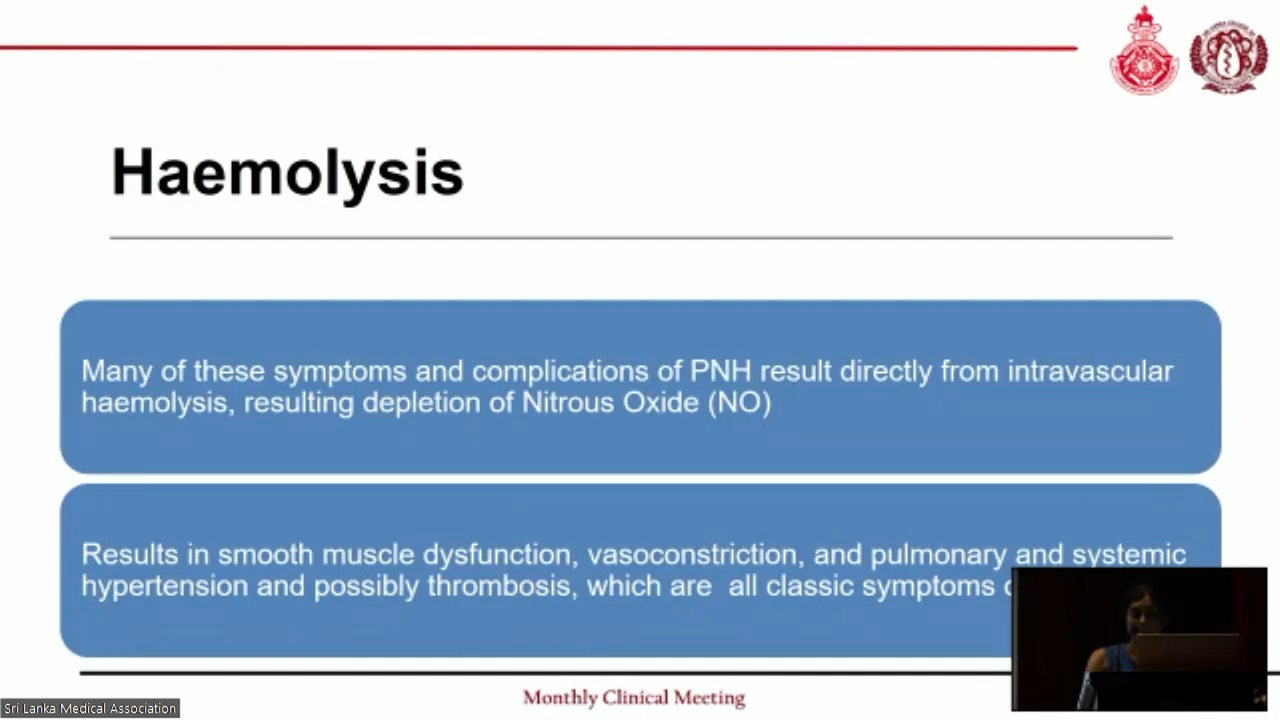 Haemolysis
Many of these symptoms and complications of PNH result directly from intravascular
haemolysis, resulting depletion of Nitrous Oxide (NO)
Results in smooth muscle dysfunction, vasoconstriction, and pulmonary and systemic
hypertension and possibly thrombosis, which are all classic symptoms
Monthly Clinical Meeting
Sri Lanka Medical Association